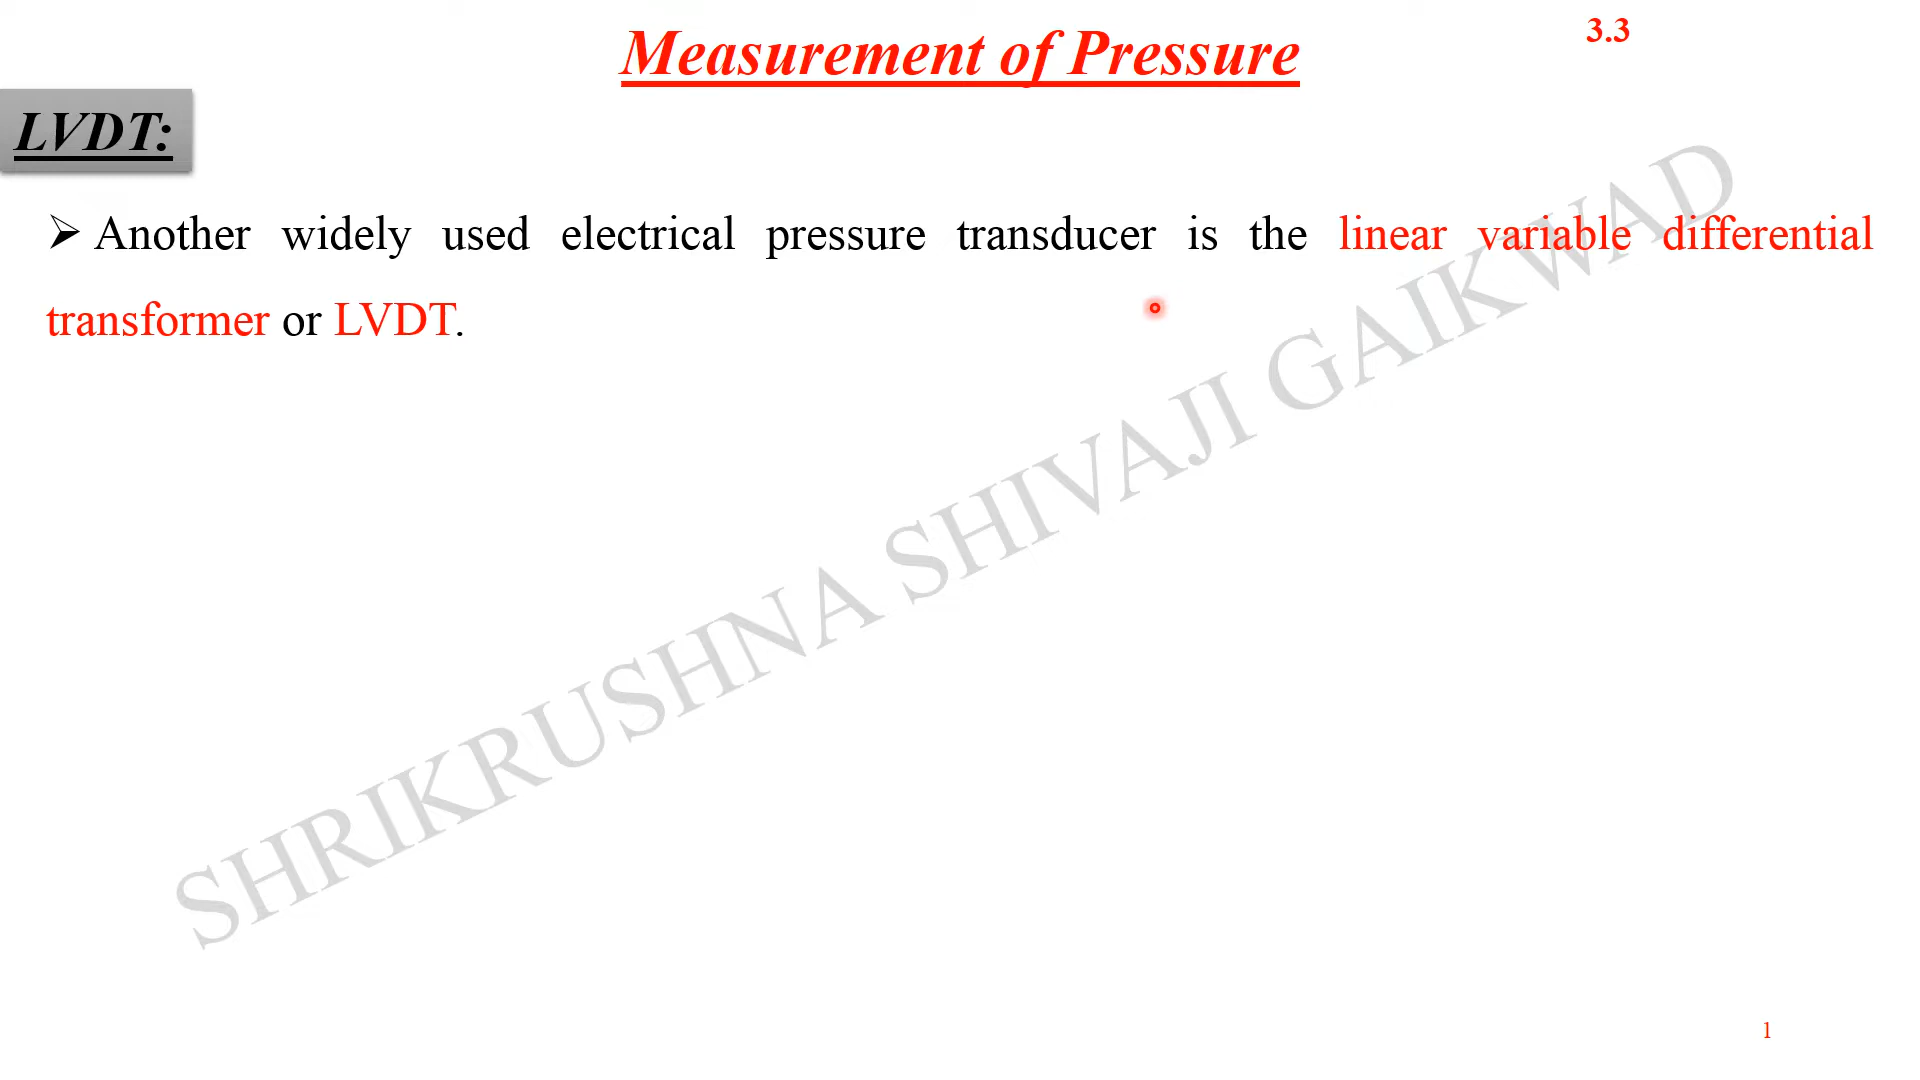 Measurement of Pressure
3.3
LVDT:
➢ Another widely used electrical pressure transducer is the linear variable differential
transformer or LVDT.
SHRIKRUSHNA SHIVAJI GAIKWAD
1